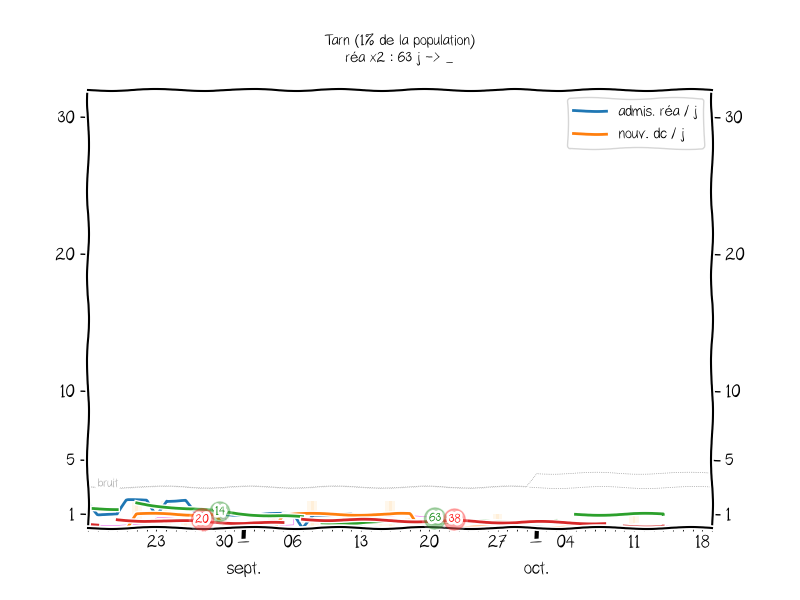 Tarn (1% de la population)
réa x2 : 63 j -> _
admis. réa / j
nouv. dc / j
30 30
20 20
10 10
5 5
bruit
1 1
14
20
63
38
23 30 06 13 20 27 04 11 18
sept. oct.